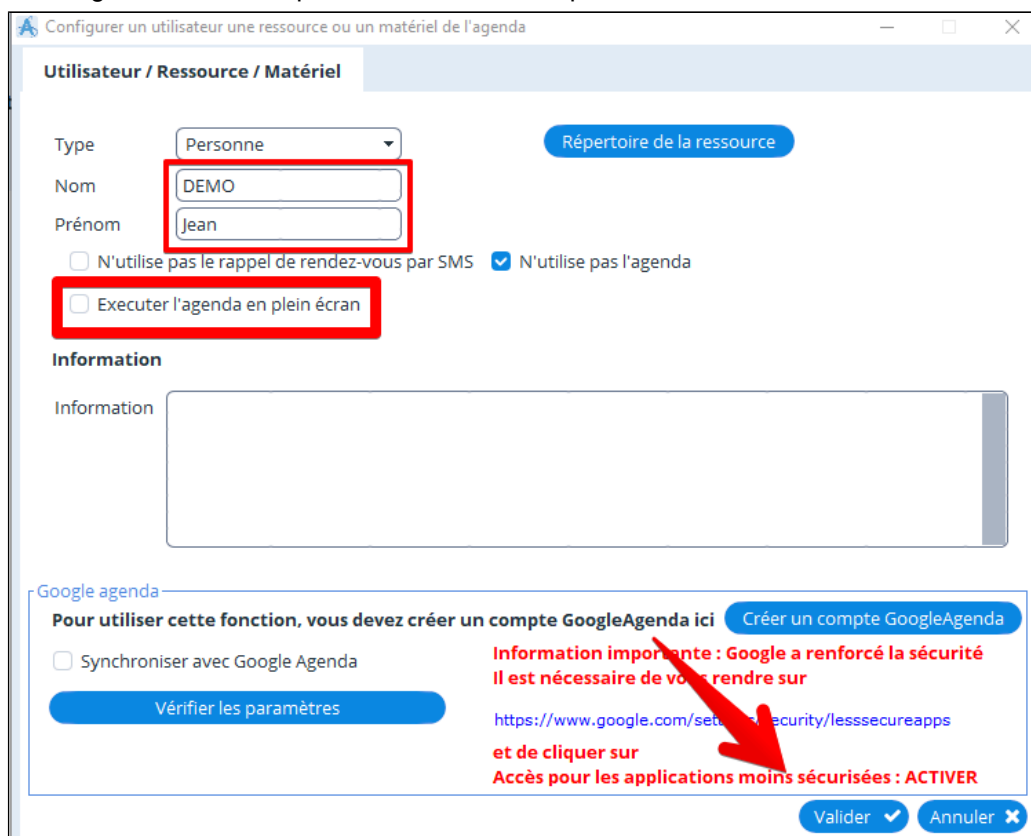 Configurer un utilisateur une ressource ou un matériel de l'agenda
Utilisateur / Ressource / Matériel
Type Personne Répertoire de la ressource
Nom DEMO
Prénom Jean
N'utilise pas le rappel de rendez-vous par SMS N'utilise pas l'agenda
Executer l'agenda en plein écran
Information
Information
Google agenda
Pour utiliser cette fonction, vous devez créer un compte GoogleAgenda ici Créer un compte GoogleAgenda
Synchroniser avec Google Agenda Information importante : Google a renforcé la sécurité
Il est nécessaire de vous rendre sur
Vérifier les paramètres https://www.google.com/settings/security/lesssecureapps
et de cliquer sur
Accès pour les applications moins sécurisées : ACTIVER
Valider Annuler